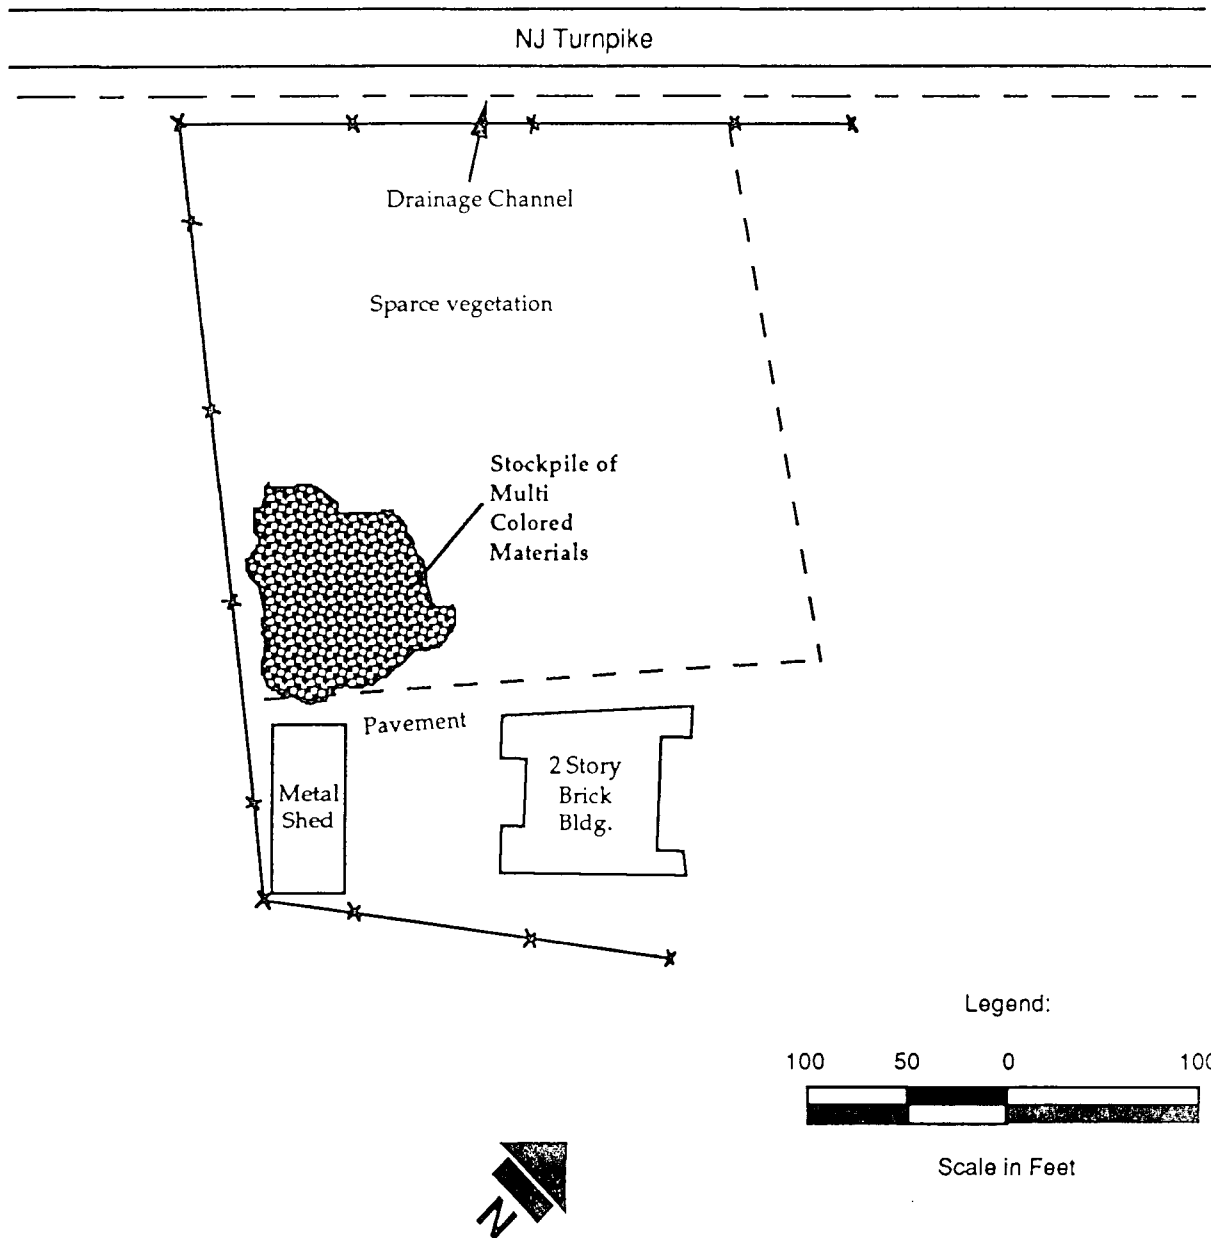 NJ Turnpike
Drainage Channel
Sparce vegetation
Stockpile of
Multi
Colored
Materials
Pavement
2 Story
Brick
Bldg.
Metal
Shed
Legend:
100 50 0 100
Scale in Feet
N